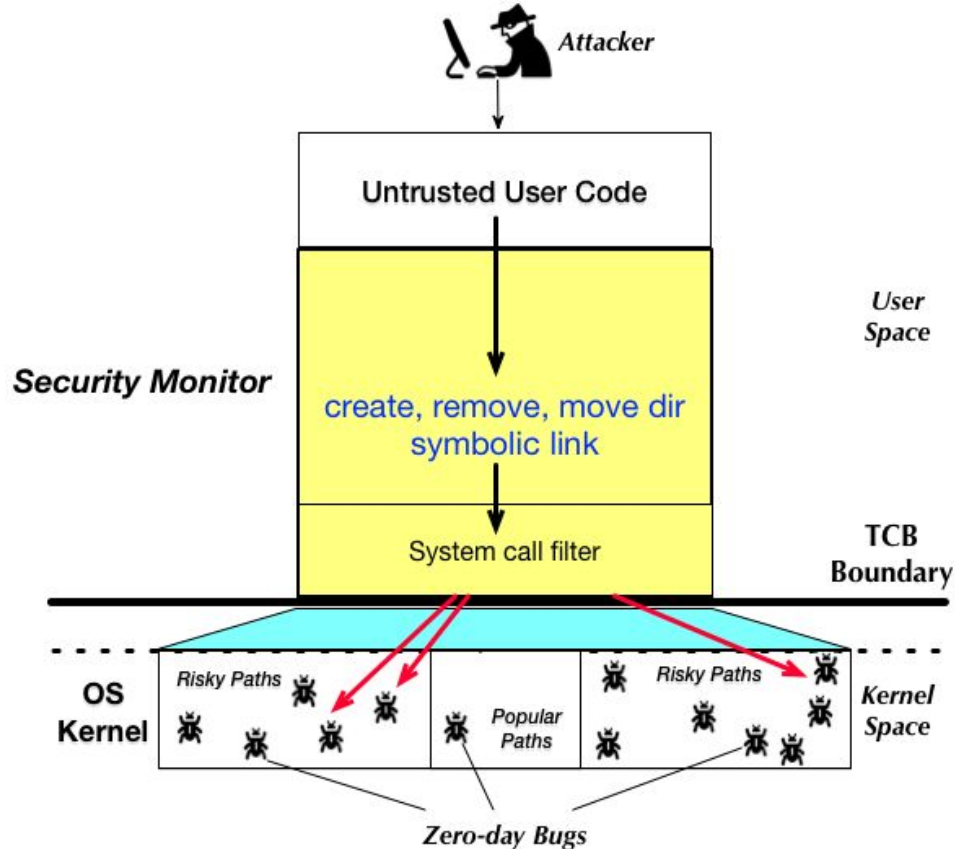 Attacker
Untrusted User Code
User
Space
Security Monitor
create, remove, move dir
symbolic link
System call filter
TCB
Boundary
OS
Kernel
Risky Paths
Popular
Paths
Risky Paths
Kernel
Space
Zero-day Bugs